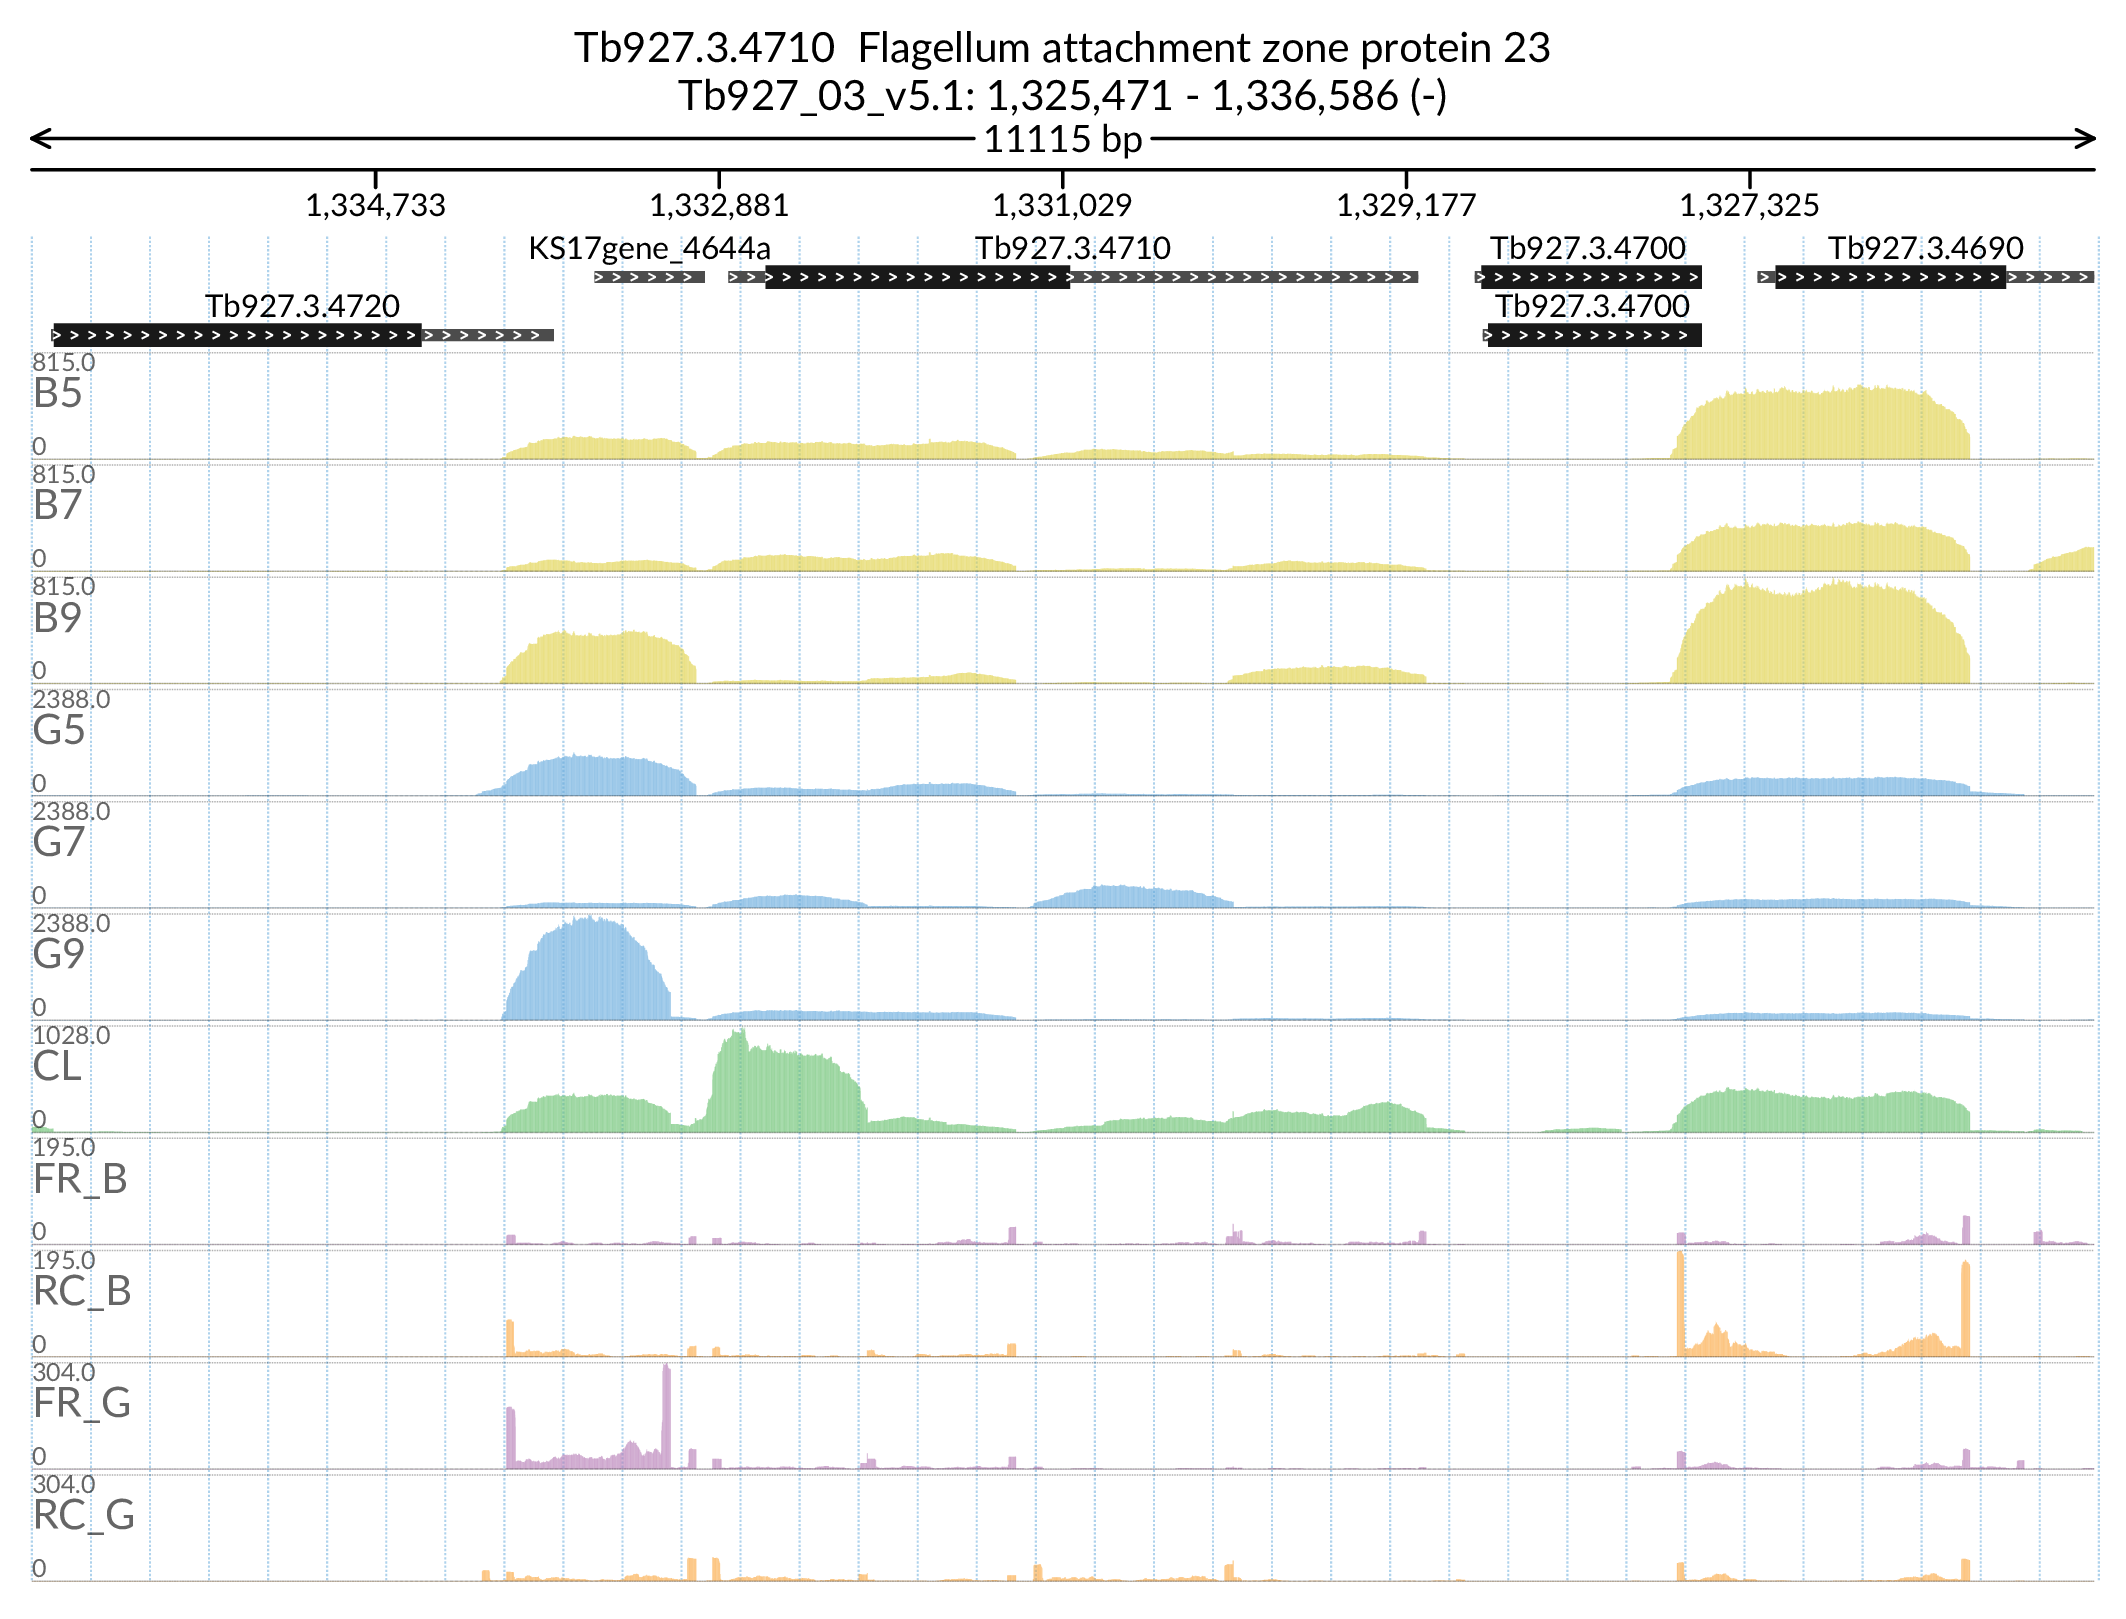 Tb927.3.4710  Flagellum attachment zone protein 23
Tb927_03_v5.1: 1,325,471 - 1,336,586 (-)
11115 bp
1,334,733 1,332,881 1,331,029 1,329,177 1,327,325
KS17gene_4644a Tb927.3.4710 Tb927.3.4700 Tb927.3.4690
Tb927.3.4720 Tb927.3.4700
815.0
B5
0
815.0
B7
0
815.0
B9
0
2388.0
G5
0
2388.0
G7
0
2388.0
G9
0
1028.0
CL
0
195.0
FR_B
0
195.0
RC_B
0
304.0
FR_G
0
304.0
RC_G
0